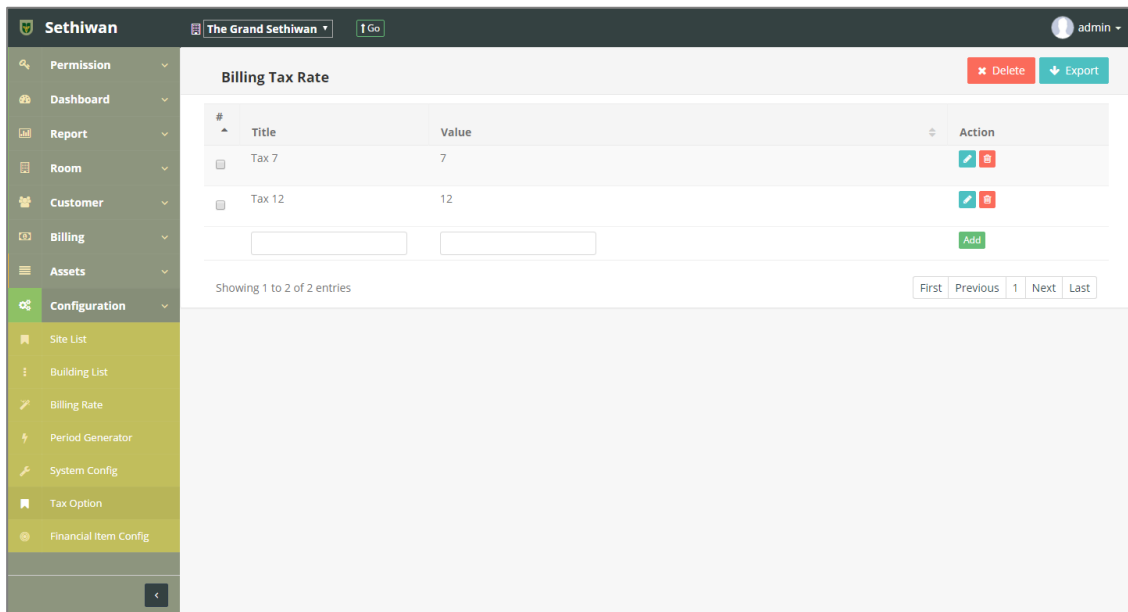 Sethiwan
The Grand Sethiwan
Go
admin
Permission
Dashboard
Report
Room
Customer
Billing
Assets
Configuration
Site List
Building List
Billing Rate
Period Generator
System Config
Tax Option
Financial Item Config
Billing Tax Rate
Delete
Export
# Title Value Action
Tax 7 7
Tax 12 12
Add
Showing 1 to 2 of 2 entries
First Previous 1 Next Last